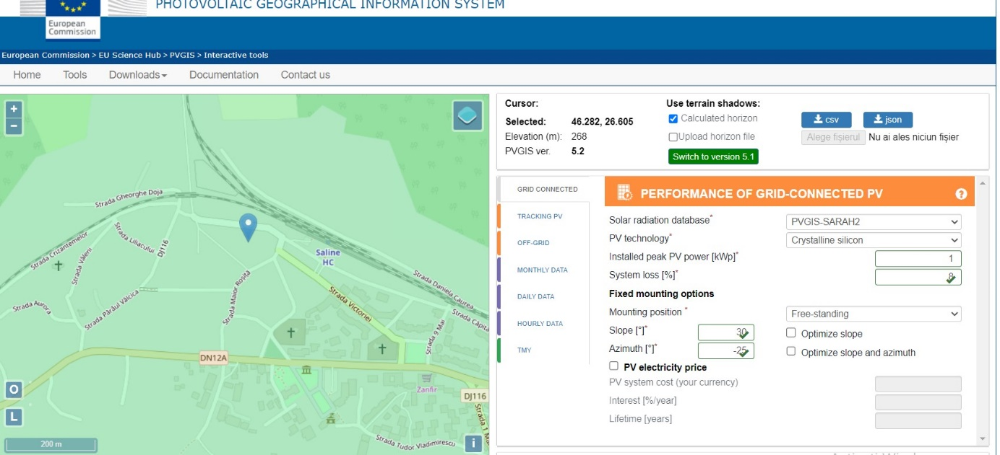 PHOTOVOLTAIC GEOGRAPHICAL INFORMATION SYSTEM
European
Commission
European Commission > EU Science Hub > PVGIS > Interactive tools
Home Tools Downloads Documentation Contact us
+
−
Strada Gheorghe Doja
Strada Crizantemelor
Strada Văleni
Strada Liliacului
DJ116
Saline
HC
Strada Daniela Caurea
Strada Maior Rosița
Strada Victoriei
Strada Aurora
Strada Pârâul Vâlcica
Strada 9 Mai
DN12A
Zanfir
DJ116
Strada 1
Strada Tudor Vladimirescu
O
L
200 m
i
Cursor:
Selected: 46.282, 26.605
Elevation (m): 268
PVGIS ver. 5.2
Use terrain shadows:
Calculated horizon
Upload horizon file
Switch to version 5.1
csv json
Alege fișierul Nu ai ales niciun fișier
GRID CONNECTED
TRACKING PV
OFF-GRID
MONTHLY DATA
DAILY DATA
HOURLY DATA
TMY
PERFORMANCE OF GRID-CONNECTED PV ?
Solar radiation database* PVGIS-SARAH2
PV technology* Crystalline silicon
Installed peak PV power [kWp]* 1
System loss [%]* 8
Fixed mounting options
Mounting position * Free-standing
Slope [°]* 30 Optimize slope
Azimuth [°]* -25 Optimize slope and azimuth
PV electricity price
PV system cost (your currency)
Interest [%/year]
Lifetime [years]